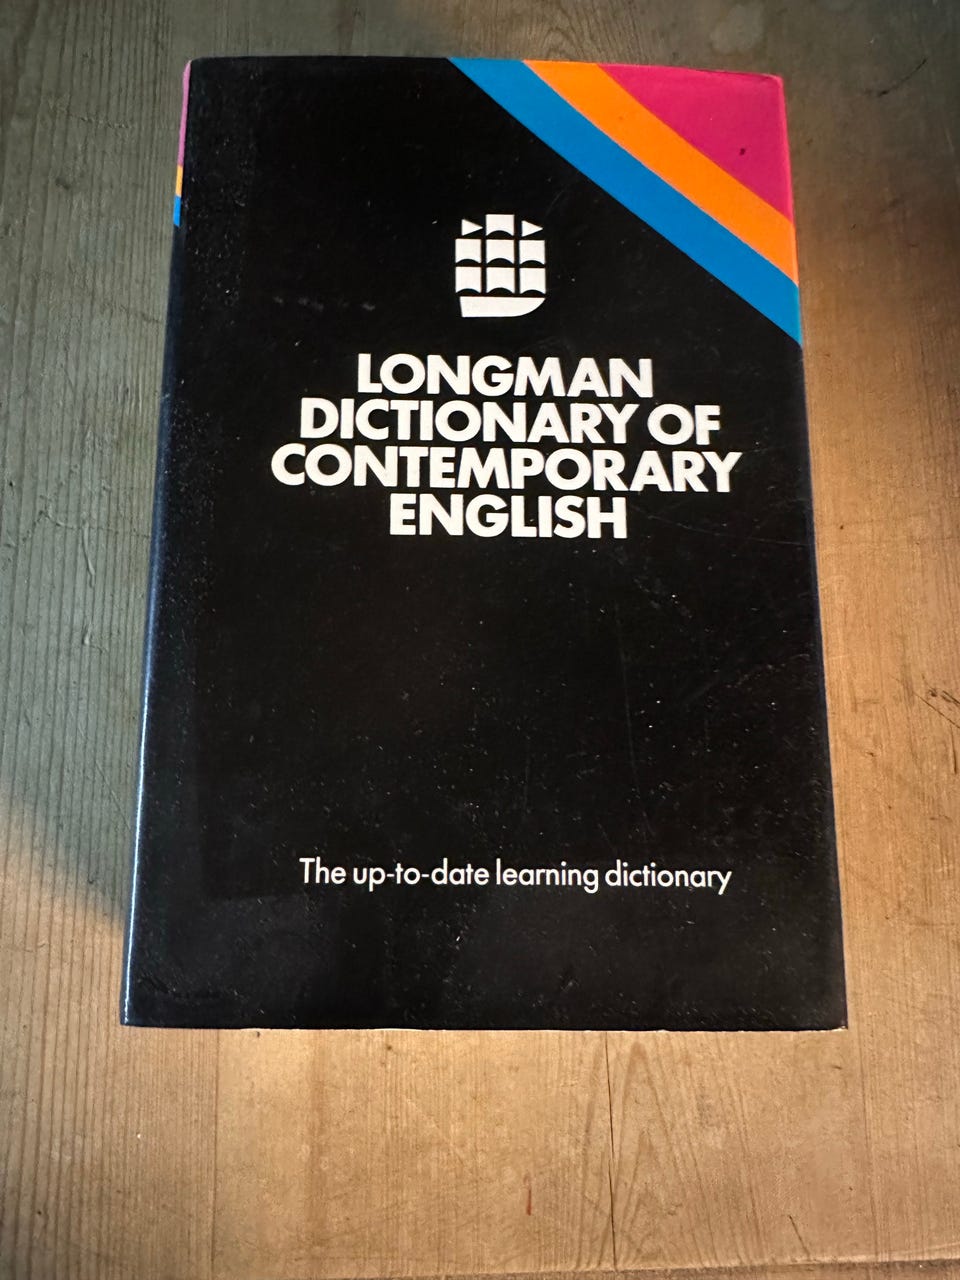 LONGMAN
DICTIONARY OF
CONTEMPORARY
ENGLISH
The up-to-date learning dictionary